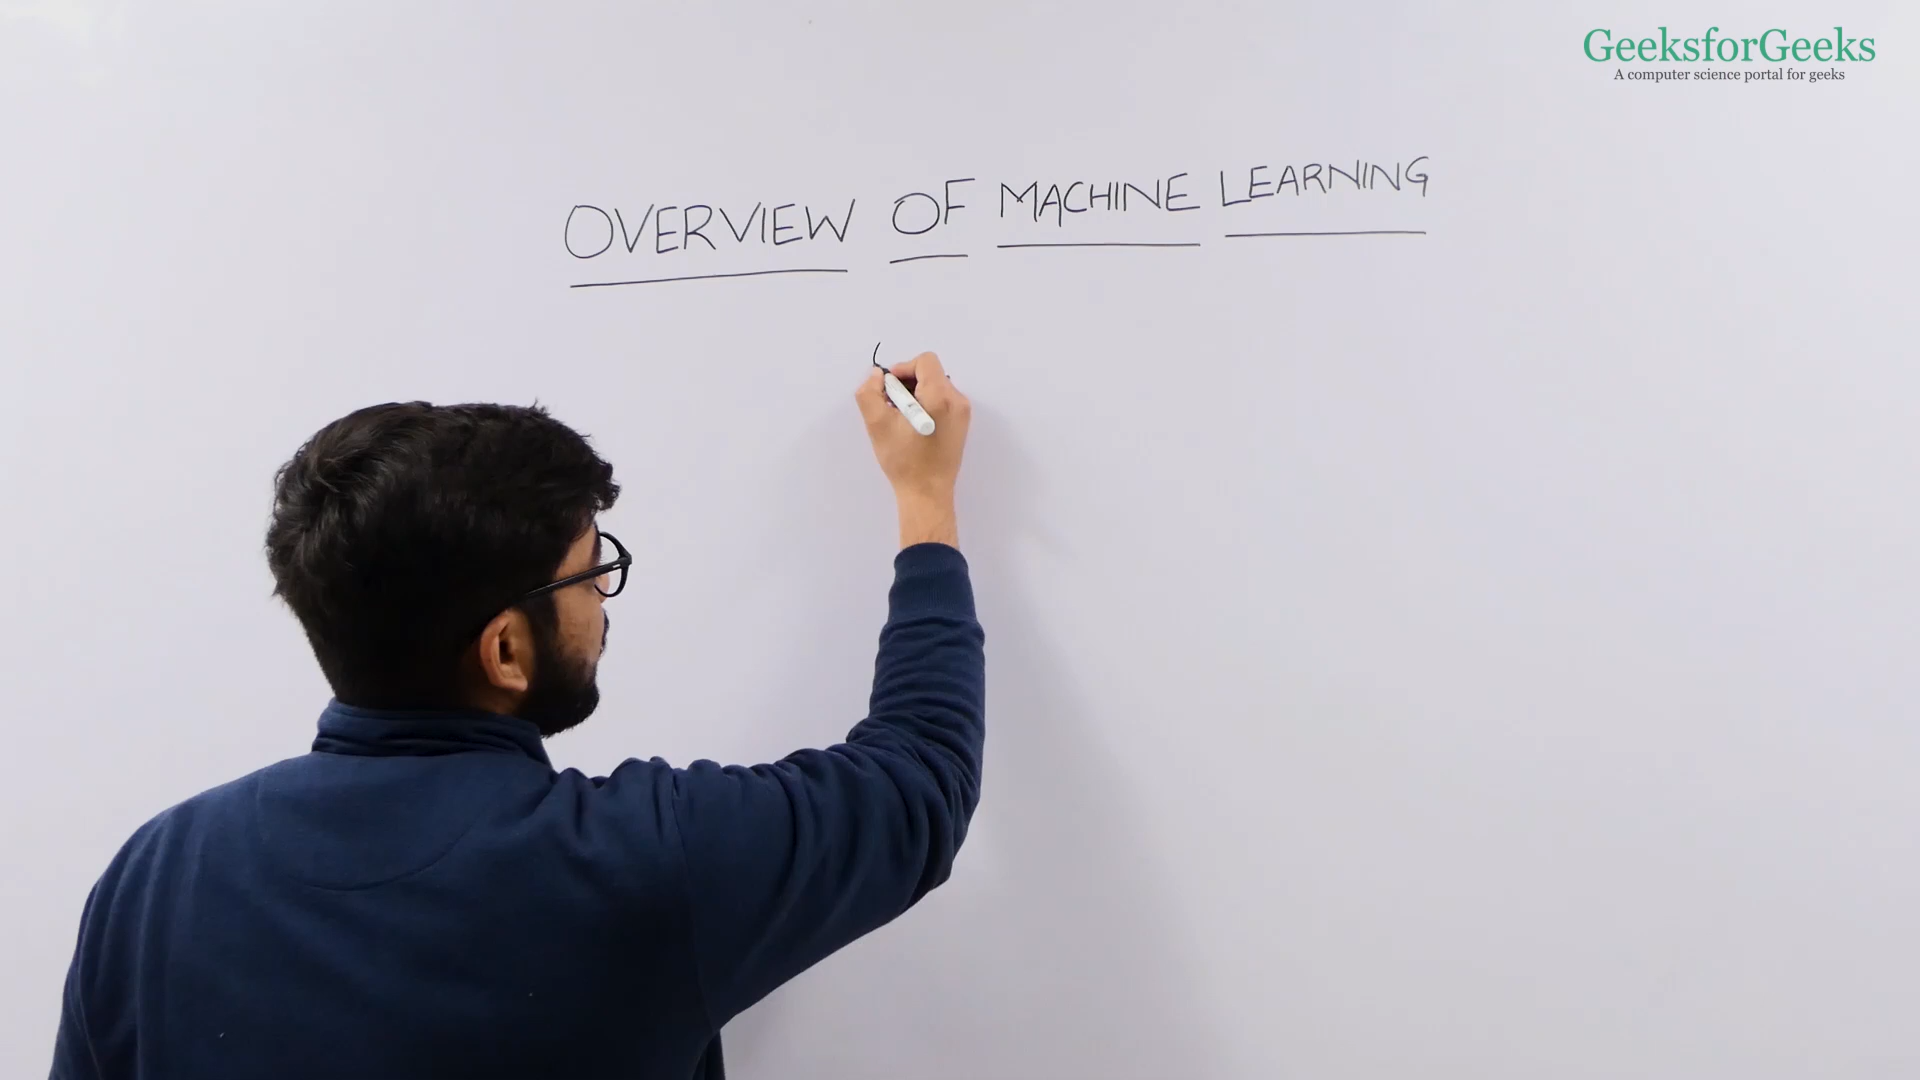 GeeksforGeeks
A computer science portal for geeks
OVERVIEW OF MACHINE LEARNING